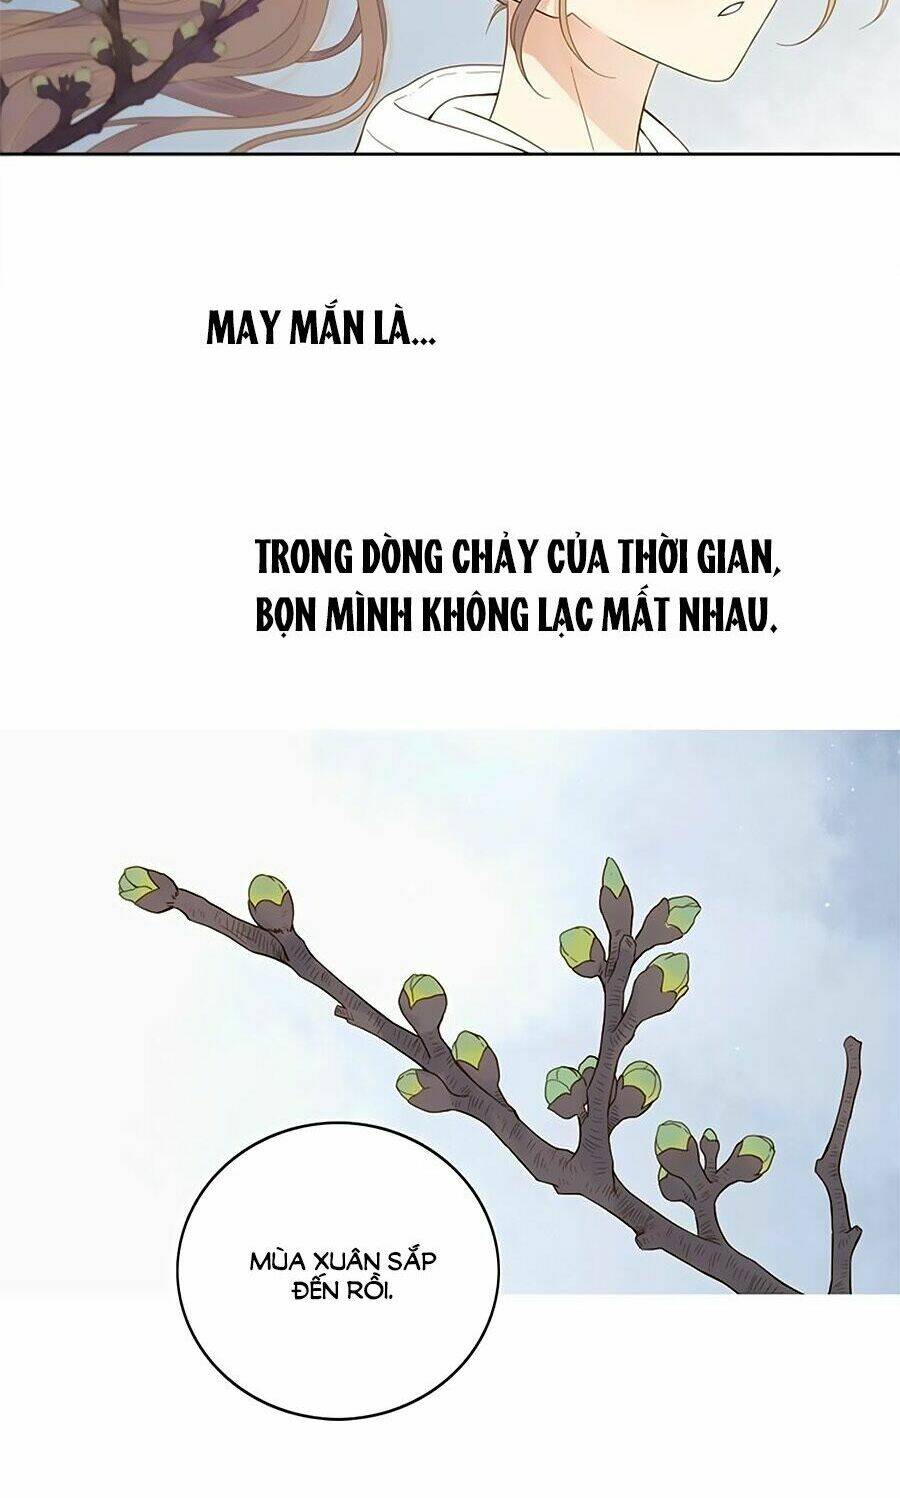 MAY MẮN LÀ...
TRONG DÒNG CHẢY CỦA THỜI GIAN,
BỌN MÌNH KHÔNG LẠC MẤT NHAU.
MÙA XUÂN SẮP
ĐẾN RỒI.